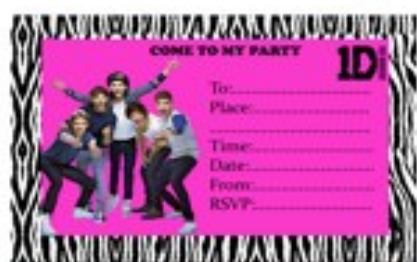 COME TO MY PARTY
1D
To:
Place:
Time:
Date:
From:
RSVP: